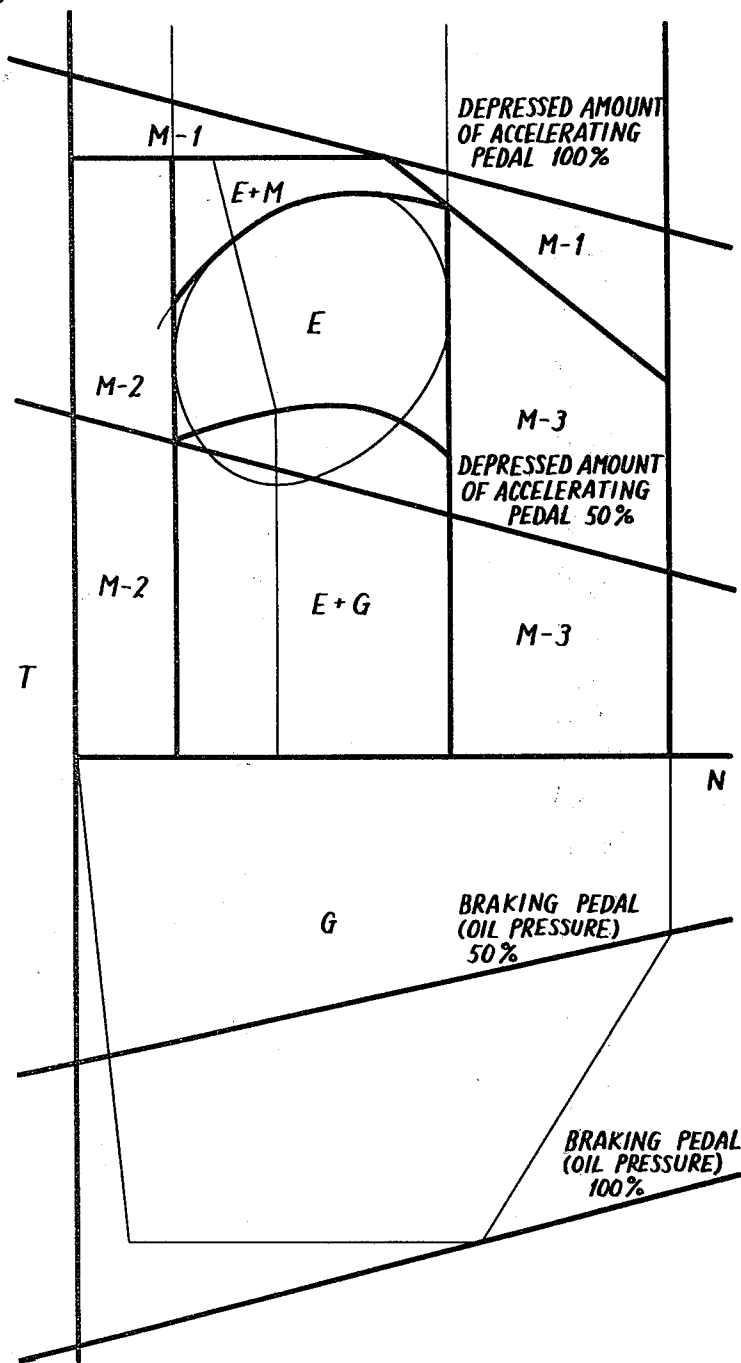 DEPRESSED AMOUNT
OF ACCELERATING
PEDAL 100%
M-1
E+M
M-1
E
M-2
M-3
DEPRESSED AMOUNT
OF ACCELERATING
PEDAL 50%
M-2
E+G
M-3
T
N
G
BRAKING PEDAL
(OIL PRESSURE)
50%
BRAKING PEDAL
(OIL PRESSURE)
100%